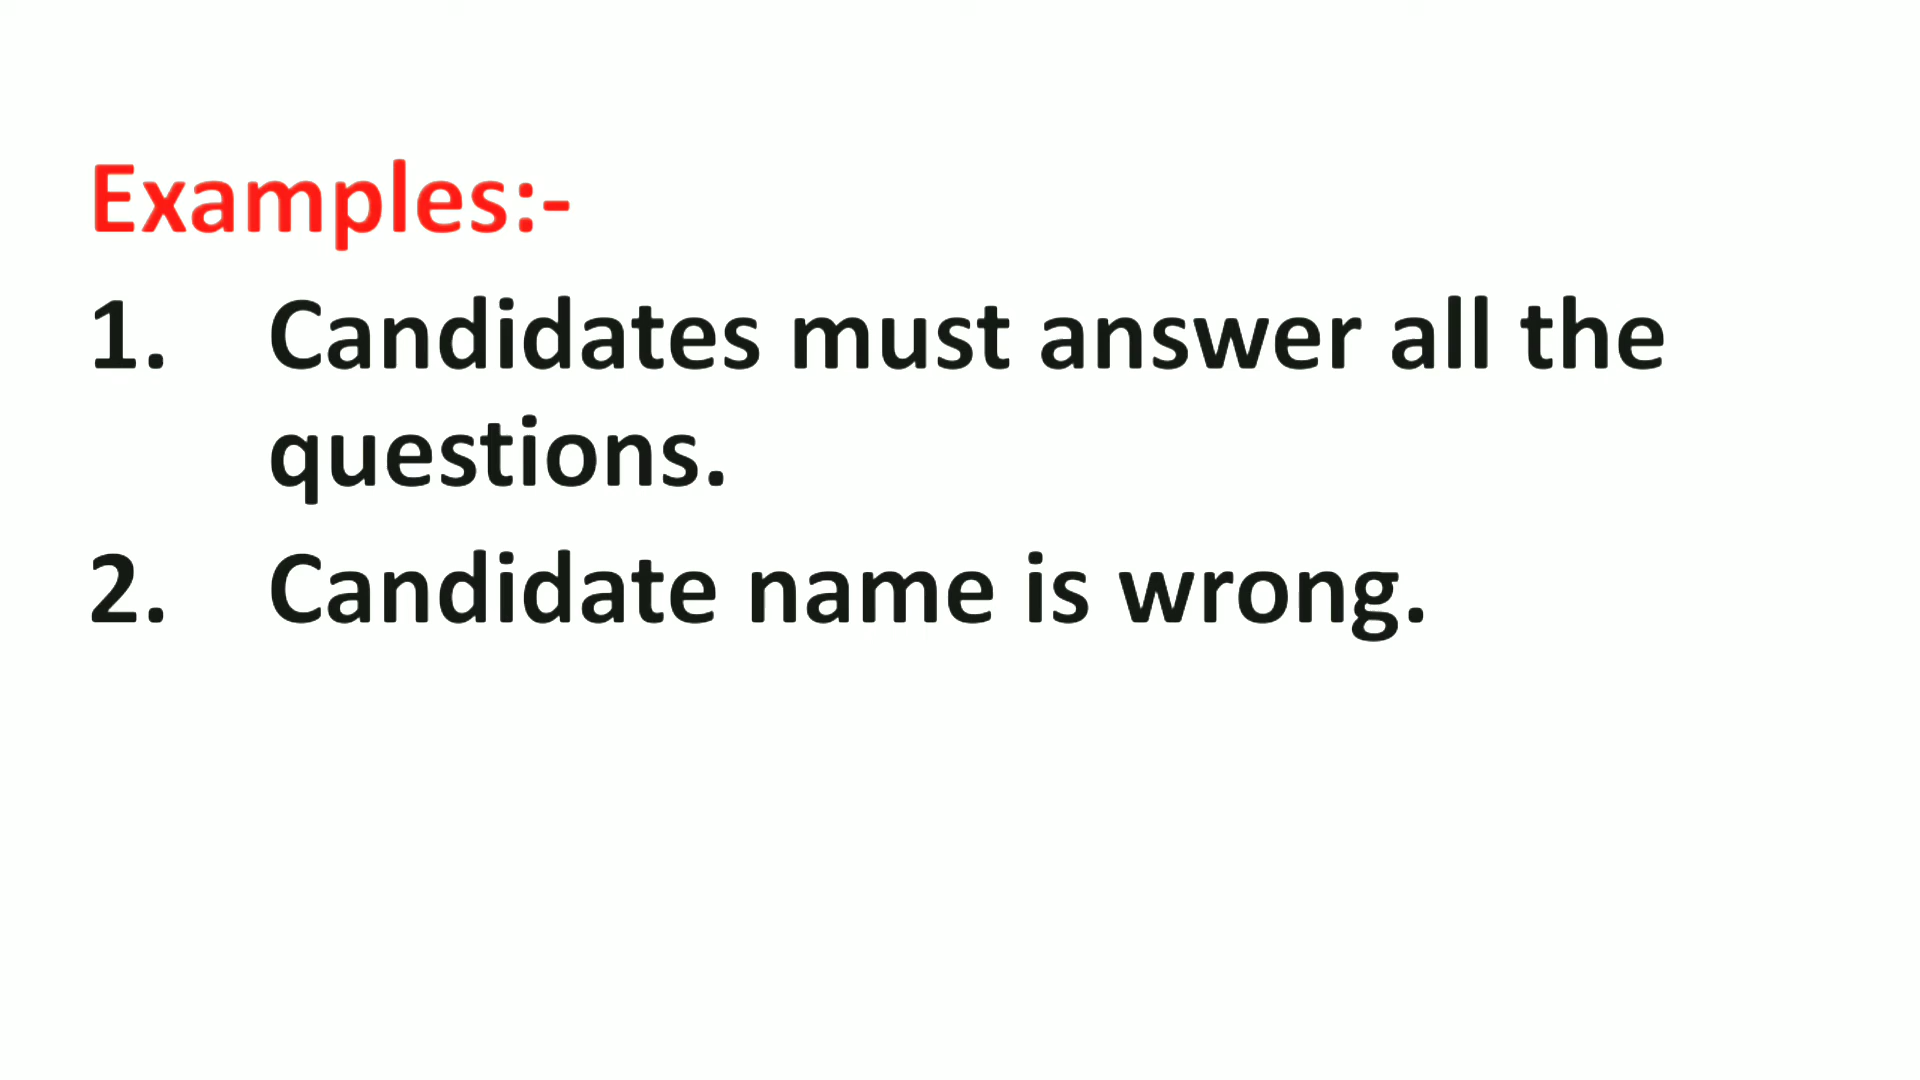 Examples:-
1. Candidates must answer all the
questions.
2. Candidate name is wrong.